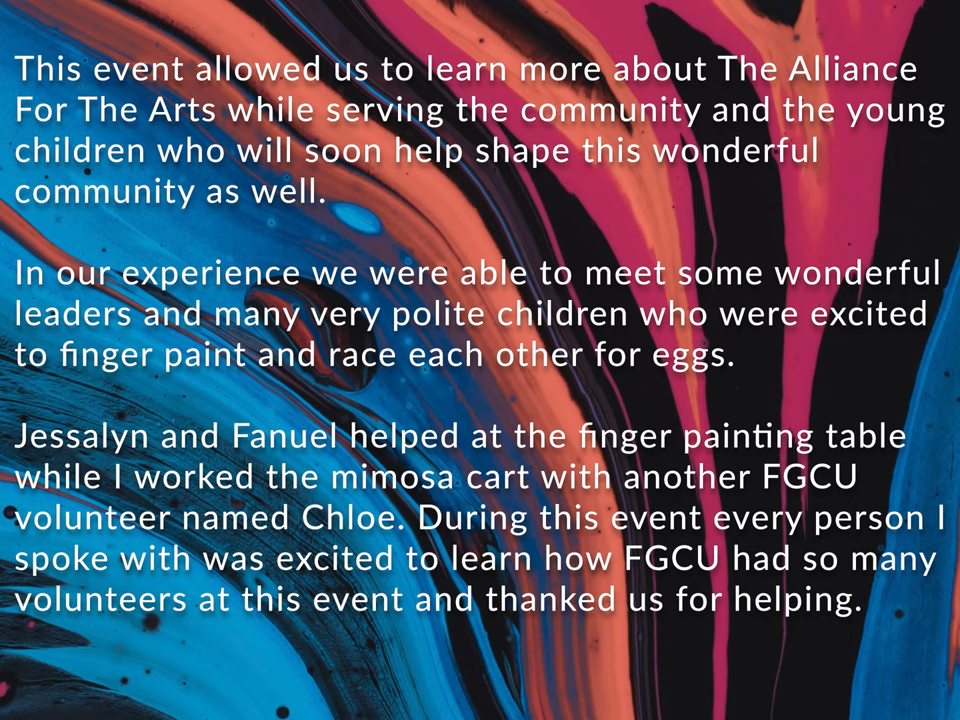 This event allowed us to learn more about The Alliance
For The Arts while serving the community and the young
children who will soon help shape this wonderful
community as well.
In our experience we were able to meet some wonderful
leaders and many very polite children who were excited
to finger paint and race each other for eggs.
Jessalyn and Fanuel helped at the finger painting table
while I worked the mimosa cart with another FGCU
volunteer named Chloe. During this event every person I
spoke with was excited to learn how FGCU had so many
volunteers at this event and thanked us for helping.